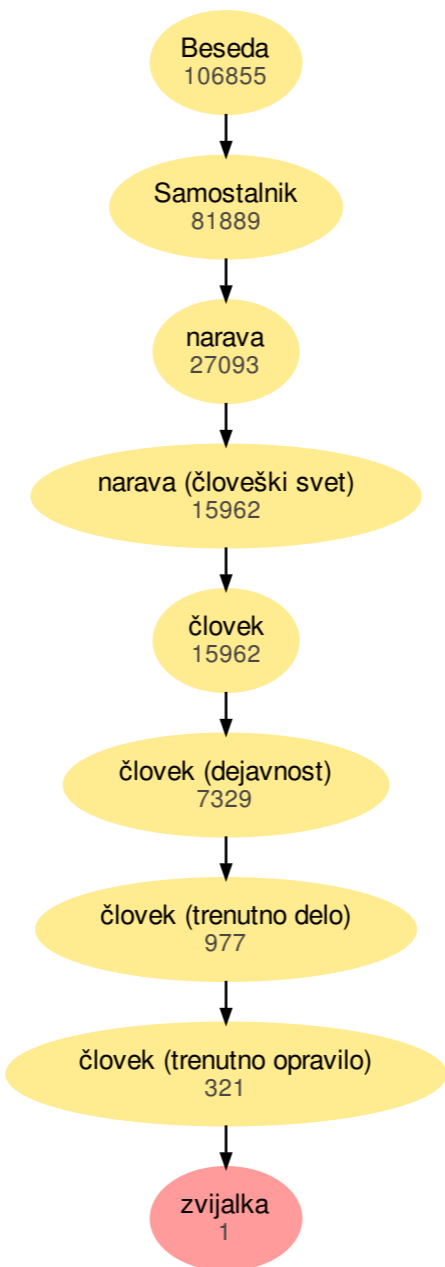 Beseda
106855
Samostalnik
81889
narava
27093
narava (človeški svet)
15962
človek
15962
človek (dejavnost)
7329
človek (trenutno delo)
977
človek (trenutno opravilo)
321
zvijalka
1